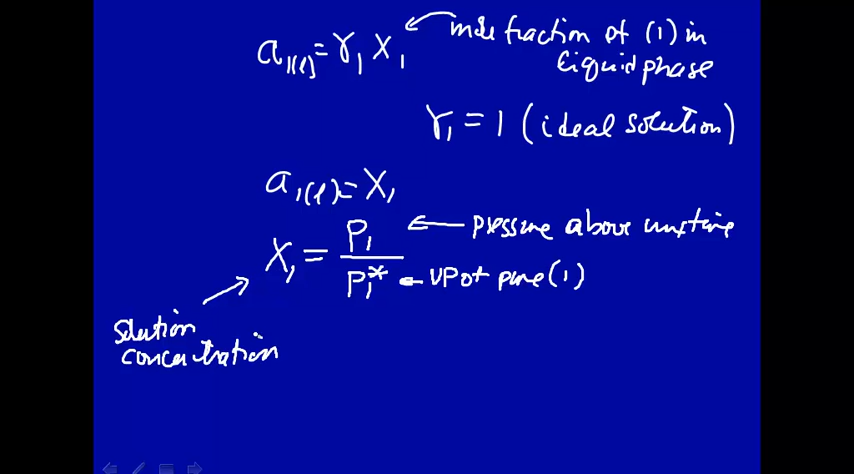 a₁(ℓ) = γ₁ X₁ ← mole fraction of (1) in
liquid phase
γ₁ = 1 (ideal solution)
a₁(ℓ) = X₁
X₁ = P₁ / P₁*
← pressure above mixture
← VP of pure (1)
solution
concentration